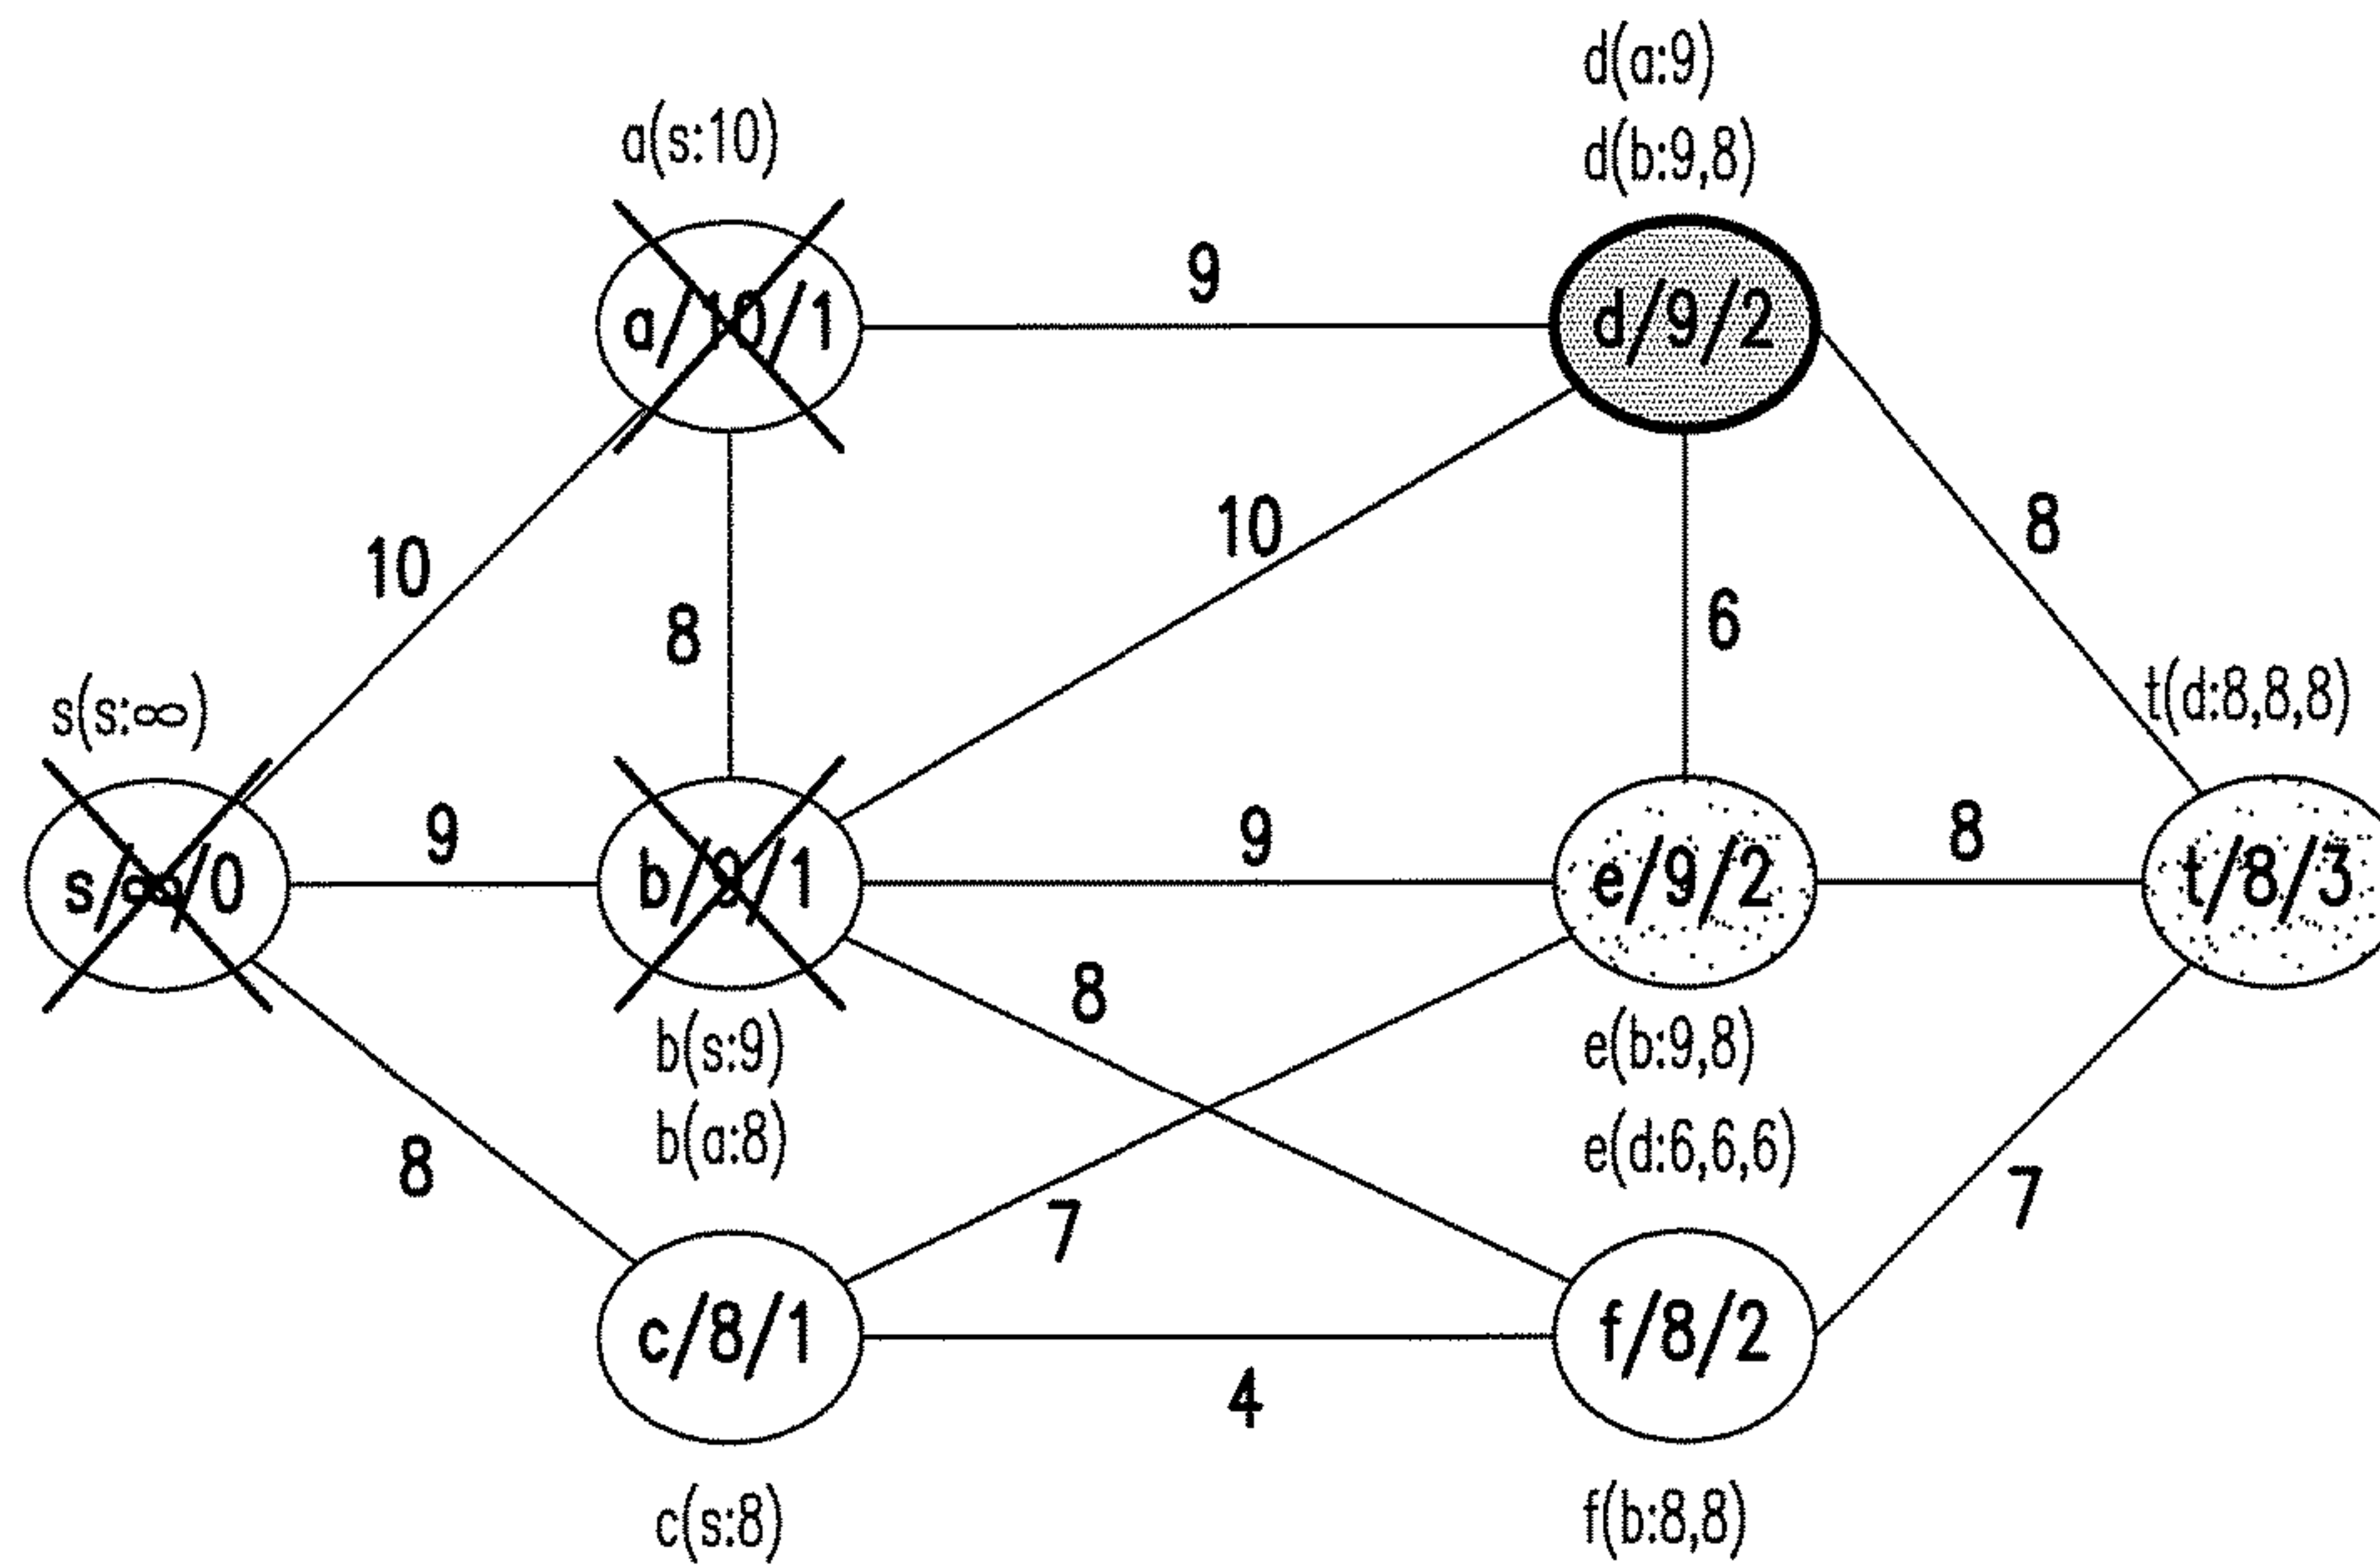 d(a:9)
d(b:9,8)
a(s:10)
a/10/1
9
d/9/2
10
10
8
8
6
s(s:∞)
t(d:8,8,8)
s/∞/0
9
b/9/1
9
e/9/2
8
t/8/3
b(s:9)
b(a:8)
8
e(b:9,8)
e(d:6,6,6)
8
7
7
c/8/1
4
f/8/2
c(s:8)
f(b:8,8)